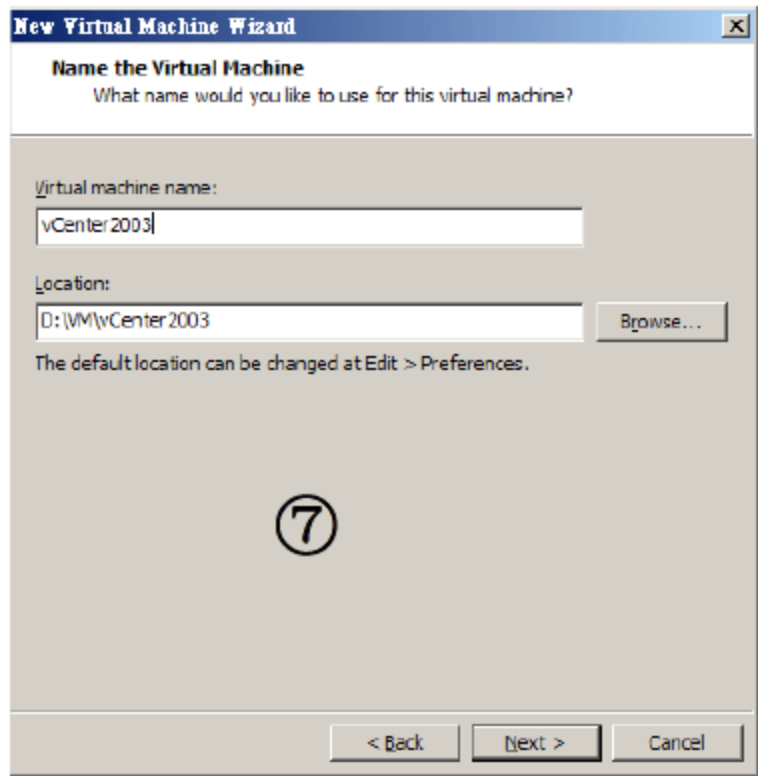 New Virtual Machine Wizard
Name the Virtual Machine
What name would you like to use for this virtual machine?
Virtual machine name:
vCenter2003
Location:
D:\VM\vCenter2003
Browse...
The default location can be changed at Edit > Preferences.
⑦
< Back
Next >
Cancel